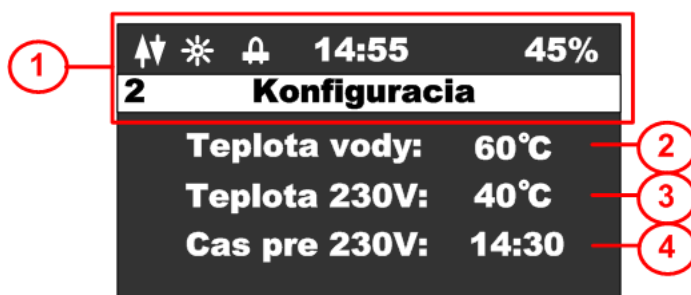 14:55 45%
2 Konfiguracia
Teplota vody: 60°C
Teplota 230V: 40°C
Cas pre 230V: 14:30
1
2
3
4